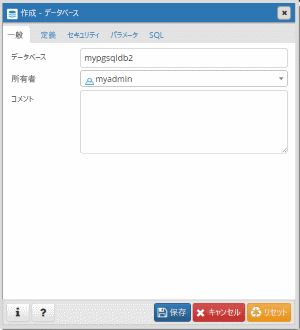 作成 - データベース
一般 定義 セキュリティ パラメータ SQL
データベース mypgsqldb2
所有者 myadmin
コメント
i ? 保存 キャンセル リセット